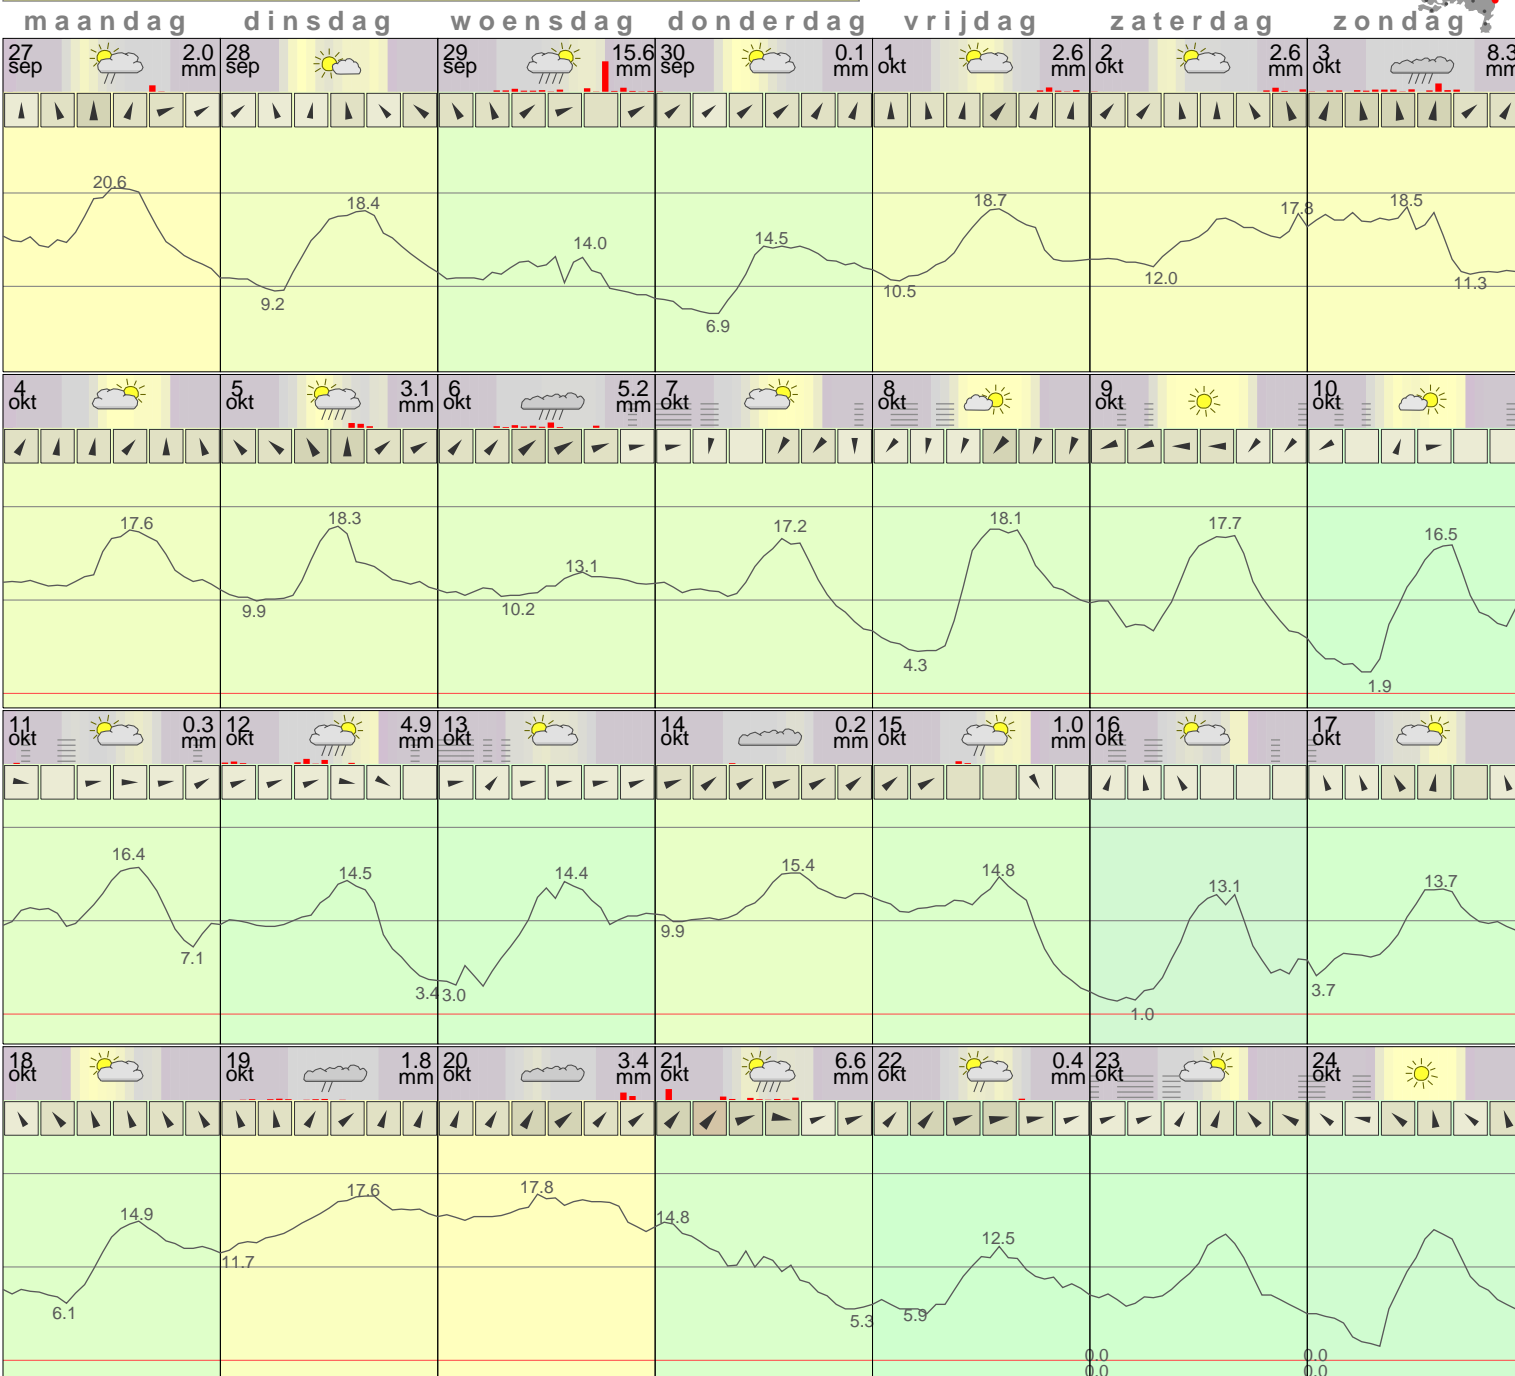 maandag dinsdag woensdag donderdag vrijdag zaterdag zondag
27 2.0 28 29 15.6 30 0.1 1 2.6 2 2.6 3 8.3
sep mm sep sep mm sep mm okt mm okt mm okt mm
20.6 18.4 14.0 14.5 18.7 17.8 18.5
9.2 6.9 10.5 12.0 11.3
4 5 3.1 6 5.2 7 8 9 10
okt okt mm okt mm okt okt okt okt
17.6 18.3 13.1 17.2 18.1 17.7 16.5
9.9 10.2 4.3 1.9
11 0.3 12 4.9 13 14 0.2 15 1.0 16 17
okt mm okt mm okt okt mm okt mm okt okt
16.4 14.5 14.4 15.4 14.8 13.1 13.7
7.1 3.4 3.0 9.9 1.0 3.7
18 19 1.8 20 3.4 21 6.6 22 0.4 23 24
okt okt mm okt mm okt mm okt mm okt okt
14.9 17.6 17.8 14.8 12.5
6.1 11.7 5.3 5.9 0.0 0.0
0.0 0.0